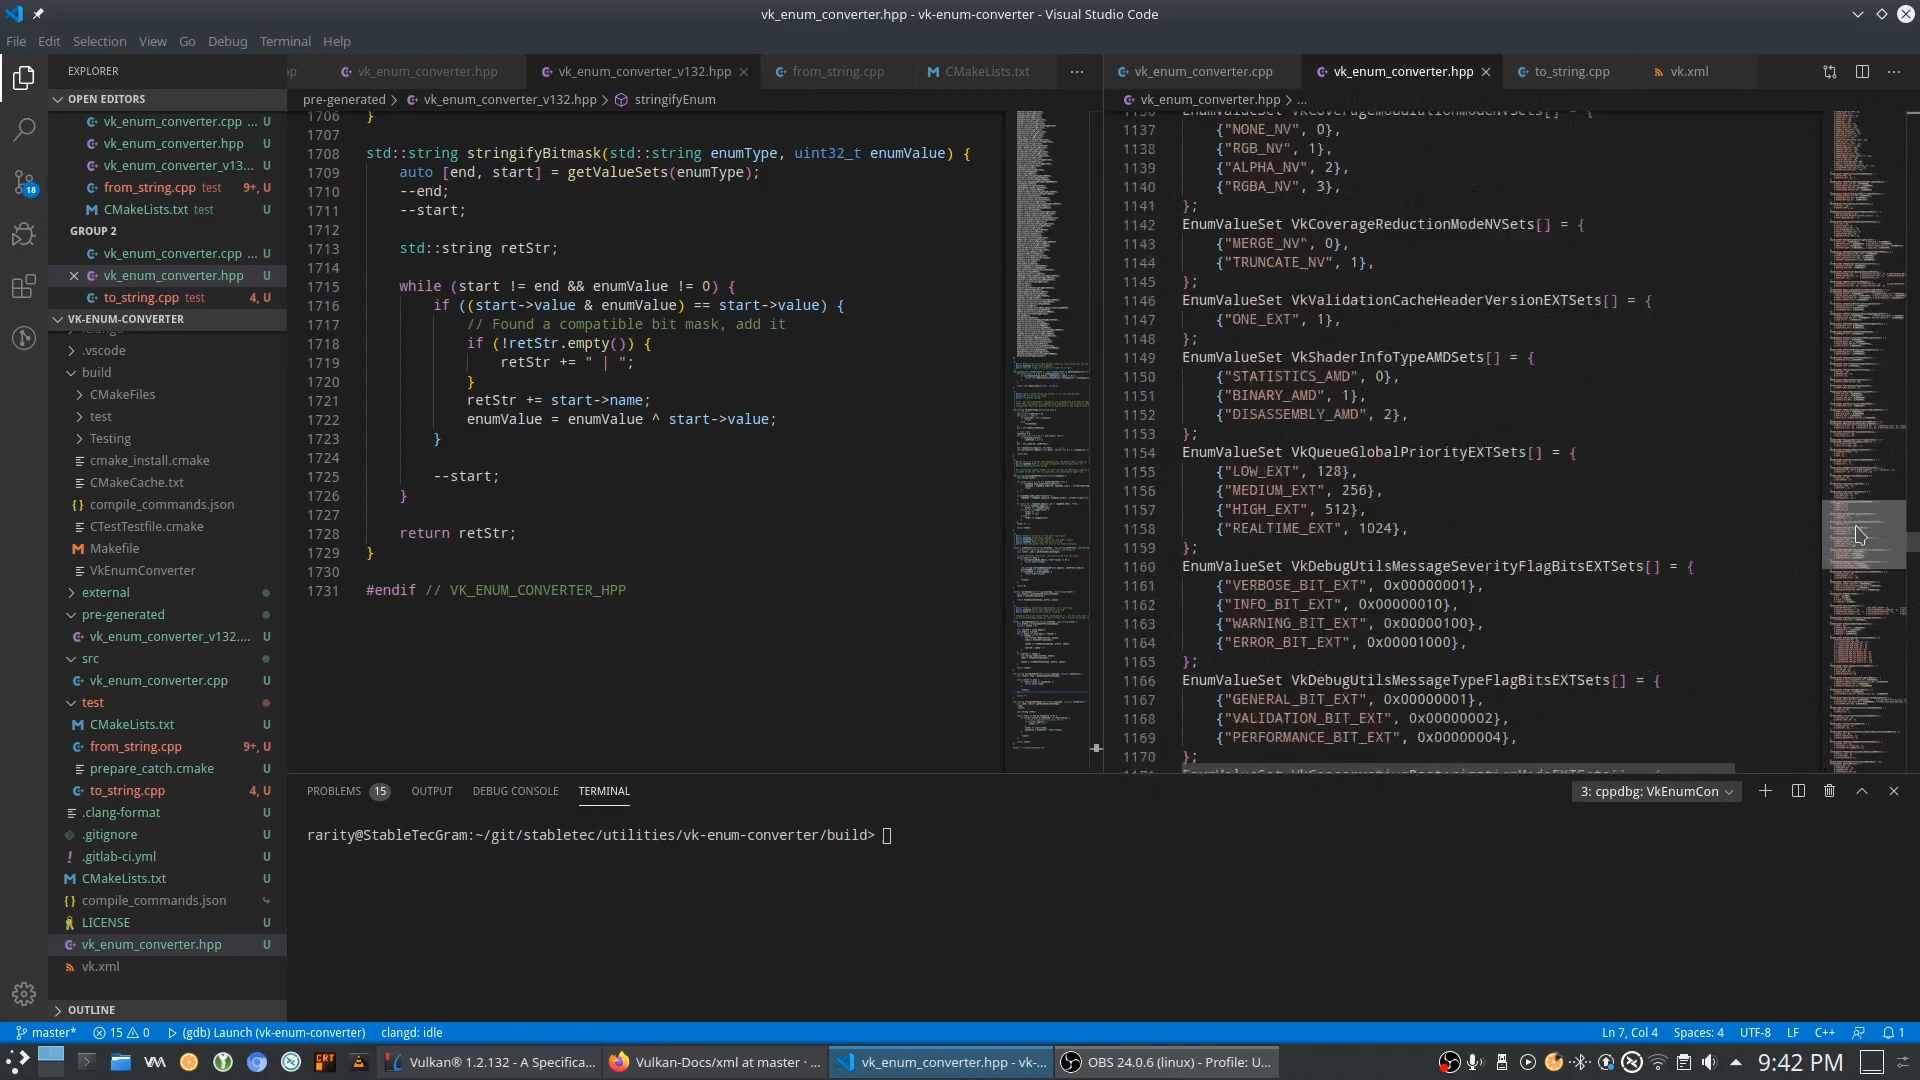 vk_enum_converter.hpp - vk-enum-converter - Visual Studio Code
File Edit Selection View Go Debug Terminal Help
EXPLORER
OPEN EDITORS
vk_enum_converter.cpp ...
vk_enum_converter.hpp U
vk_enum_converter_v13... U
from_string.cpp test 9+, U
CMakeLists.txt test U
GROUP 2
vk_enum_converter.cpp ... U
vk_enum_converter.hpp U
to_string.cpp test 4, U
VK-ENUM-CONVERTER
.vscode
build
CMakeFiles
test
Testing
cmake_install.cmake
CMakeCache.txt
compile_commands.json
CTestTestfile.cmake
Makefile
VkEnumConverter
external
pre-generated
vk_enum_converter_v132.... U
src
vk_enum_converter.cpp U
test
CMakeLists.txt U
from_string.cpp 9+, U
prepare_catch.cmake U
to_string.cpp 4, U
.clang-format U
.gitignore U
.gitlab-ci.yml U
CMakeLists.txt U
compile_commands.json
LICENSE U
vk_enum_converter.hpp U
vk.xml
OUTLINE
18
pp vk_enum_converter.hpp vk_enum_converter_v132.hpp from_string.cpp CMakeLists.txt ...
pre-generated > vk_enum_converter_v132.hpp > stringifyEnum
1706 }
1707
1708 std::string stringifyBitmask(std::string enumType, uint32_t enumValue) {
1709 auto [end, start] = getValueSets(enumType);
1710 --end;
1711 --start;
1712
1713 std::string retStr;
1714
1715 while (start != end && enumValue != 0) {
1716 if ((start->value & enumValue) == start->value) {
1717 // Found a compatible bit mask, add it
1718 if (!retStr.empty()) {
1719 retStr += " | ";
1720 }
1721 retStr += start->name;
1722 enumValue = enumValue ^ start->value;
1723 }
1724
1725 --start;
1726 }
1727
1728 return retStr;
1729 }
1730
1731 #endif // VK_ENUM_CONVERTER_HPP
vk_enum_converter.cpp vk_enum_converter.hpp to_string.cpp vk.xml ...
vk_enum_converter.hpp > ...
1136 EnumValueSet VkCoverageModulationModeNVSets[] = {
1137 {"NONE_NV", 0},
1138 {"RGB_NV", 1},
1139 {"ALPHA_NV", 2},
1140 {"RGBA_NV", 3},
1141 };
1142 EnumValueSet VkCoverageReductionModeNVSets[] = {
1143 {"MERGE_NV", 0},
1144 {"TRUNCATE_NV", 1},
1145 };
1146 EnumValueSet VkValidationCacheHeaderVersionEXTSets[] = {
1147 {"ONE_EXT", 1},
1148 };
1149 EnumValueSet VkShaderInfoTypeAMDSets[] = {
1150 {"STATISTICS_AMD", 0},
1151 {"BINARY_AMD", 1},
1152 {"DISASSEMBLY_AMD", 2},
1153 };
1154 EnumValueSet VkQueueGlobalPriorityEXTSets[] = {
1155 {"LOW_EXT", 128},
1156 {"MEDIUM_EXT", 256},
1157 {"HIGH_EXT", 512},
1158 {"REALTIME_EXT", 1024},
1159 };
1160 EnumValueSet VkDebugUtilsMessageSeverityFlagBitsEXTSets[] = {
1161 {"VERBOSE_BIT_EXT", 0x00000001},
1162 {"INFO_BIT_EXT", 0x00000010},
1163 {"WARNING_BIT_EXT", 0x00000100},
1164 {"ERROR_BIT_EXT", 0x00001000},
1165 };
1166 EnumValueSet VkDebugUtilsMessageTypeFlagBitsEXTSets[] = {
1167 {"GENERAL_BIT_EXT", 0x00000001},
1168 {"VALIDATION_BIT_EXT", 0x00000002},
1169 {"PERFORMANCE_BIT_EXT", 0x00000004},
1170 };
PROBLEMS 15 OUTPUT DEBUG CONSOLE TERMINAL 3: cppdbg: VkEnumCon
rarity@StableTecGram:~/git/stabletec/utilities/vk-enum-converter/build>
master* 15 0 (gdb) Launch (vk-enum-converter) clangd: idle Ln 7, Col 4 Spaces: 4 UTF-8 LF C++ 1
Vulkan® 1.2.132 - A Specifica... Vulkan-Docs/xml at master · ... vk_enum_converter.hpp - vk-... OBS 24.0.6 (linux) - Profile: U... 9:42 PM